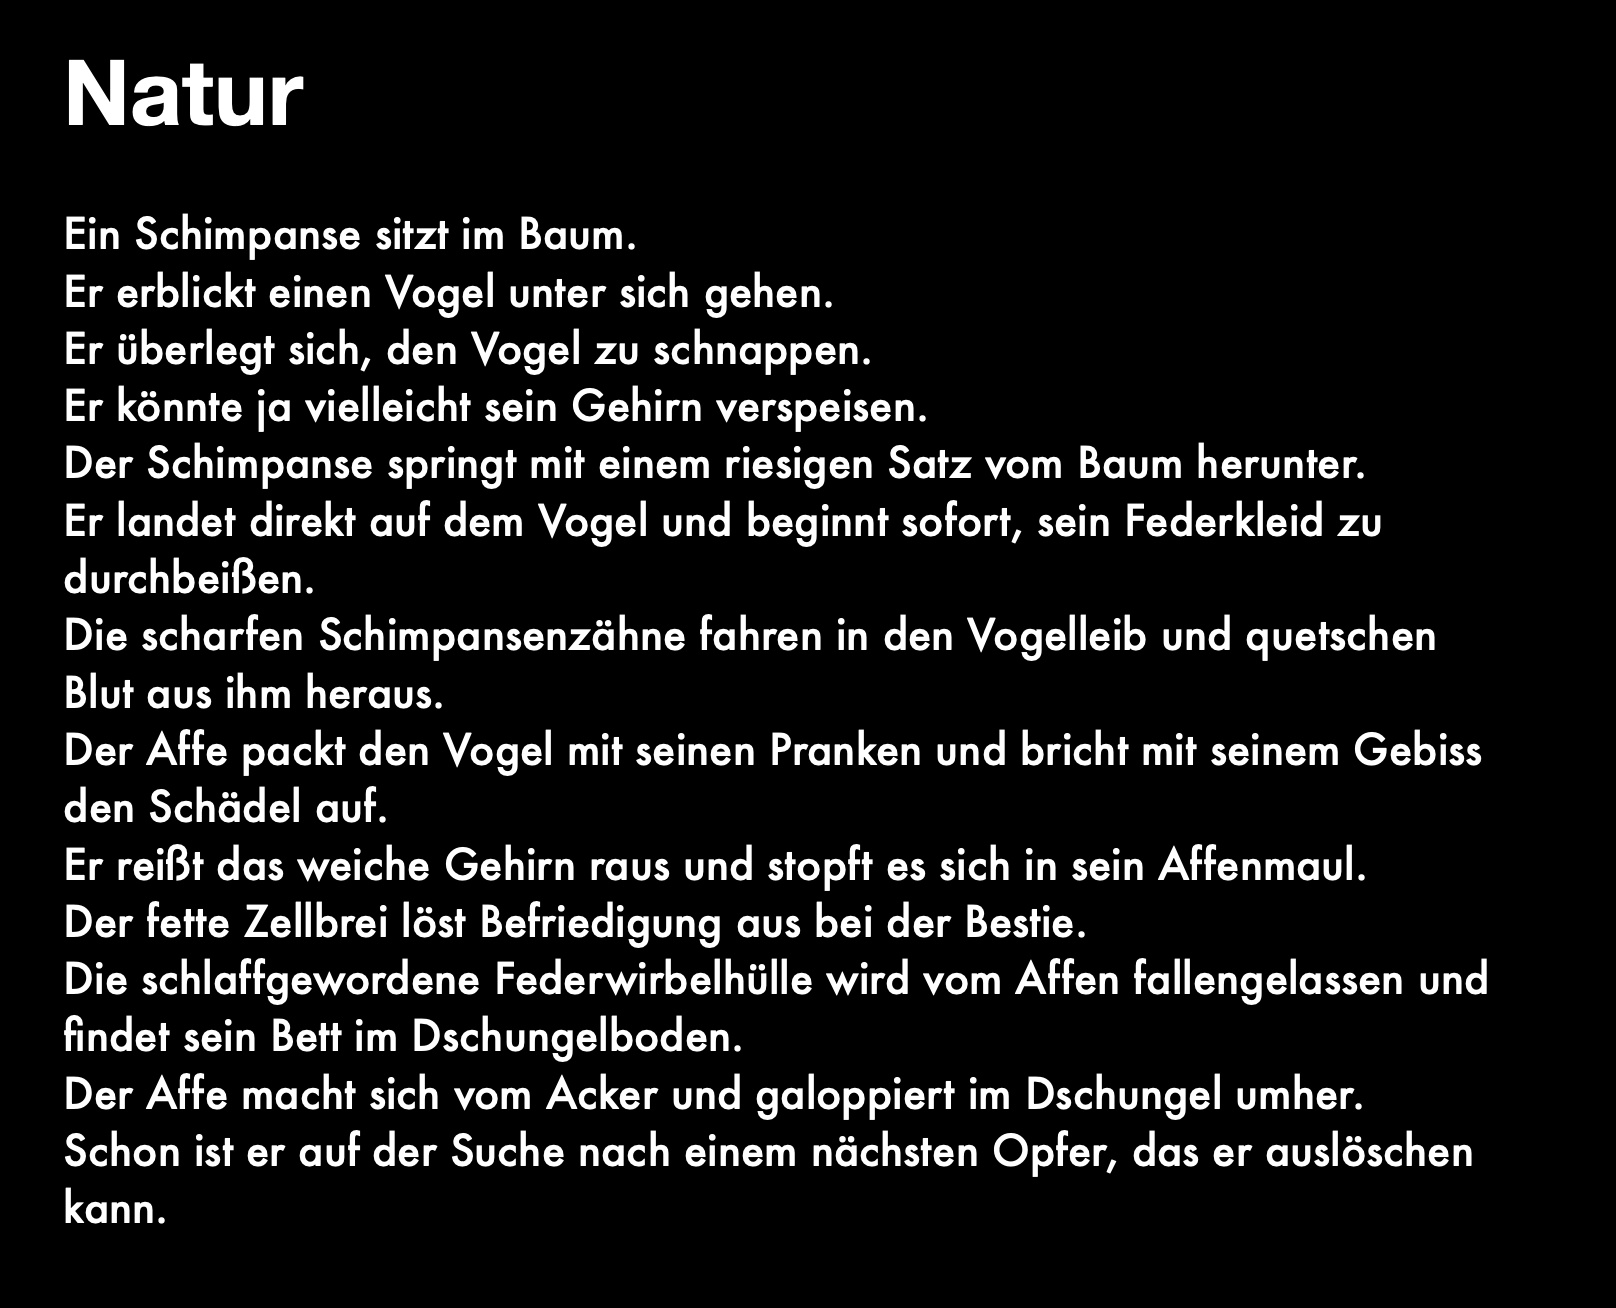 Natur
Ein Schimpanse sitzt im Baum.
Er erblickt einen Vogel unter sich gehen.
Er überlegt sich, den Vogel zu schnappen.
Er könnte ja vielleicht sein Gehirn verspeisen.
Der Schimpanse springt mit einem riesigen Satz vom Baum herunter.
Er landet direkt auf dem Vogel und beginnt sofort, sein Federkleid zu
durchbeißen.
Die scharfen Schimpansenzähne fahren in den Vogelleib und quetschen
Blut aus ihm heraus.
Der Affe packt den Vogel mit seinen Pranken und bricht mit seinem Gebiss
den Schädel auf.
Er reißt das weiche Gehirn raus und stopft es sich in sein Affenmaul.
Der fette Zellbrei löst Befriedigung aus bei der Bestie.
Die schlaffgewordene Federwirbelhülle wird vom Affen fallengelassen und
findet sein Bett im Dschungelboden.
Der Affe macht sich vom Acker und galoppiert im Dschungel umher.
Schon ist er auf der Suche nach einem nächsten Opfer, das er auslöschen
kann.